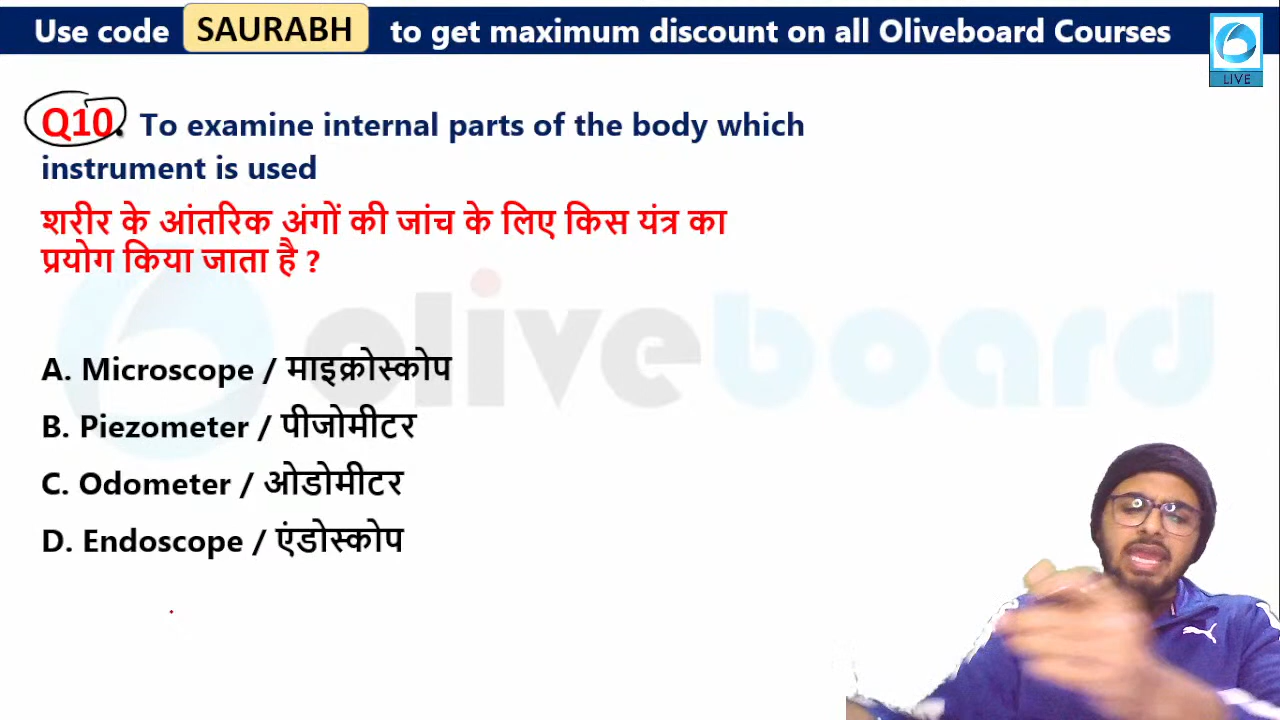 Use code SAURABH to get maximum discount on all Oliveboard Courses
LIVE
Q10. To examine internal parts of the body which
instrument is used
शरीर के आंतरिक अंगों की जांच के लिए किस यंत्र का
प्रयोग किया जाता है ?
oliveboard
A. Microscope / माइक्रोस्कोप
B. Piezometer / पीजोमीटर
C. Odometer / ओडोमीटर
D. Endoscope / एंडोस्कोप